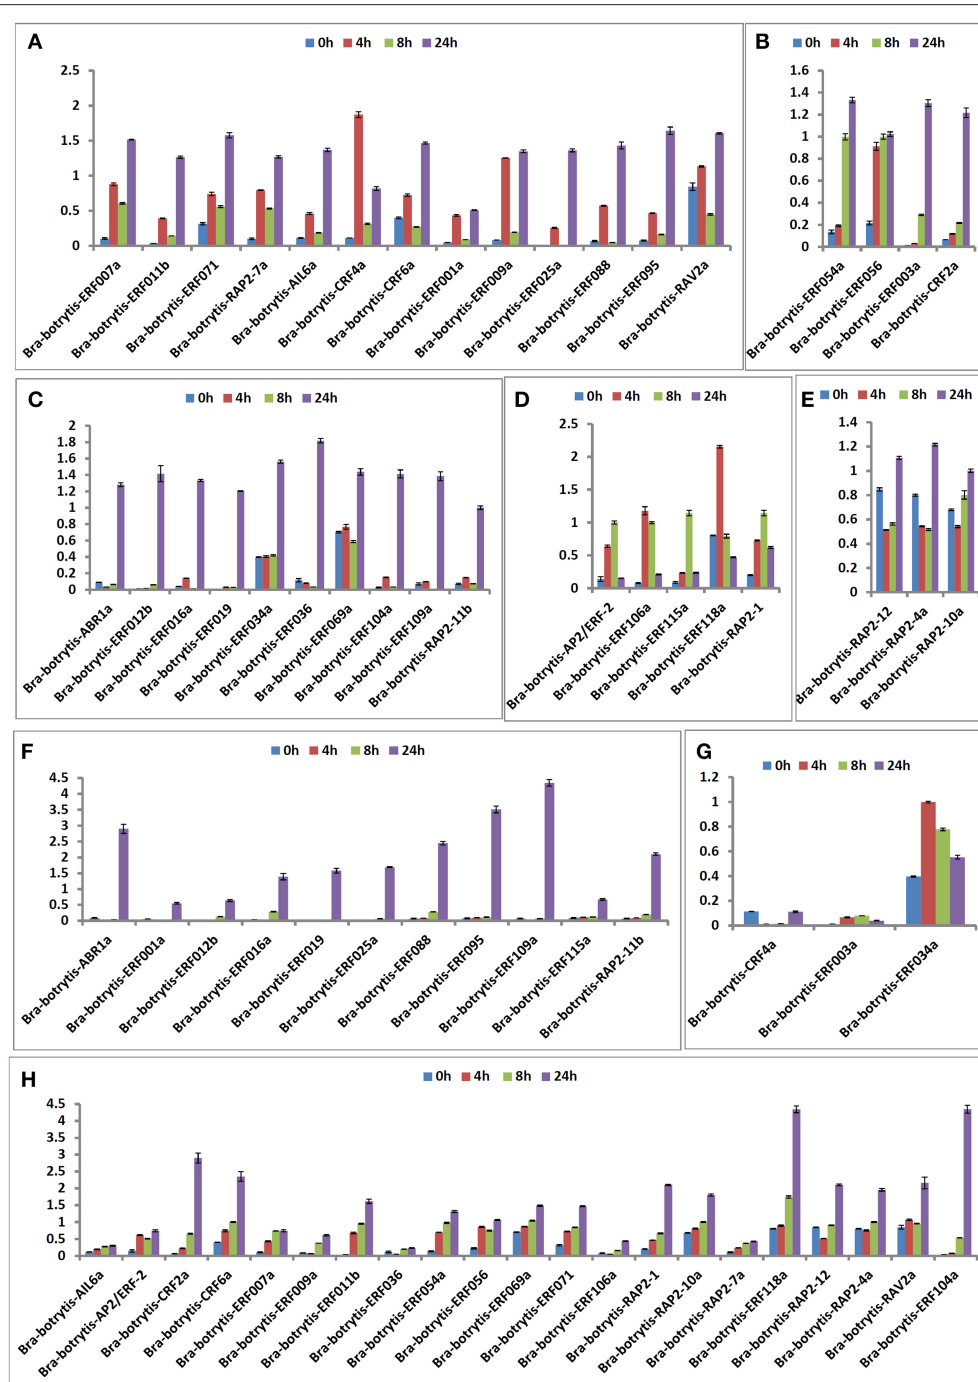 A
0h 4h 8h 24h
2.5
2
1.5
1
0.5
0
Bra-botrytis-ERF007a
Bra-botrytis-ERF011b
Bra-botrytis-ERF071
Bra-botrytis-RAP2-7a
Bra-botrytis-AIL6a
Bra-botrytis-CRF4a
Bra-botrytis-CRF6a
Bra-botrytis-ERF001a
Bra-botrytis-ERF009a
Bra-botrytis-ERF025a
Bra-botrytis-ERF088
Bra-botrytis-ERF095
Bra-botrytis-RAV2a
B
0h 4h 8h 24h
1.6
1.4
1.2
1
0.8
0.6
0.4
0.2
0
Bra-botrytis-ERF054a
Bra-botrytis-ERF056
Bra-botrytis-ERF003a
Bra-botrytis-CRF2a
C
0h 4h 8h 24h
2
1.8
1.6
1.4
1.2
1
0.8
0.6
0.4
0.2
0
Bra-botrytis-ABR1a
Bra-botrytis-ERF012b
Bra-botrytis-ERF016a
Bra-botrytis-ERF019
Bra-botrytis-ERF034a
Bra-botrytis-ERF036
Bra-botrytis-ERF069a
Bra-botrytis-ERF104a
Bra-botrytis-ERF109a
Bra-botrytis-RAP2-11b
D
0h 4h 8h 24h
2.5
2
1.5
1
0.5
0
Bra-botrytis-AP2/ERF-2
Bra-botrytis-ERF106a
Bra-botrytis-ERF115a
Bra-botrytis-ERF118a
Bra-botrytis-RAP2-1
E
0h 4h 8h 24h
1.4
1.2
1
0.8
0.6
0.4
0.2
0
Bra-botrytis-RAP2-12
Bra-botrytis-RAP2-4a
Bra-botrytis-RAP2-10a
F
0h 4h 8h 24h
4.5
4
3.5
3
2.5
2
1.5
1
0.5
0
Bra-botrytis-ABR1a
Bra-botrytis-ERF001a
Bra-botrytis-ERF012b
Bra-botrytis-ERF016a
Bra-botrytis-ERF019
Bra-botrytis-ERF025a
Bra-botrytis-ERF088
Bra-botrytis-ERF095
Bra-botrytis-ERF109a
Bra-botrytis-ERF115a
Bra-botrytis-RAP2-11b
G
0h 4h 8h 24h
1.2
1
0.8
0.6
0.4
0.2
0
Bra-botrytis-CRF4a
Bra-botrytis-ERF003a
Bra-botrytis-ERF034a
H
0h 4h 8h 24h
4.5
4
3.5
3
2.5
2
1.5
1
0.5
0
Bra-botrytis-AIL6a
Bra-botrytis-AP2/ERF-2
Bra-botrytis-CRF2a
Bra-botrytis-CRF6a
Bra-botrytis-ERF007a
Bra-botrytis-ERF009a
Bra-botrytis-ERF011b
Bra-botrytis-ERF036
Bra-botrytis-ERF054a
Bra-botrytis-ERF056
Bra-botrytis-ERF069a
Bra-botrytis-ERF071
Bra-botrytis-ERF106a
Bra-botrytis-RAP2-1
Bra-botrytis-RAP2-10a
Bra-botrytis-RAP2-7a
Bra-botrytis-ERF118a
Bra-botrytis-RAP2-12
Bra-botrytis-RAP2-4a
Bra-botrytis-RAV2a
Bra-botrytis-ERF104a